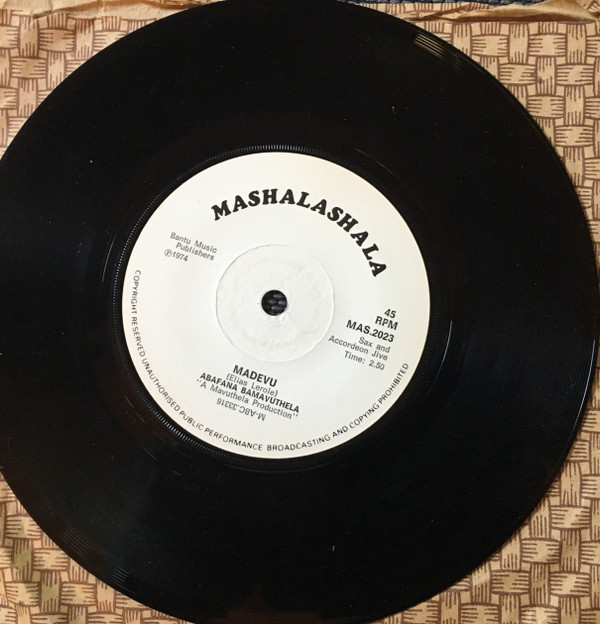 MASHALASHALA
Bantu Music
Publishers
℗1974
45
RPM
MAS.2023
Sax and
Accordeon Jive
Time: 2.50
MADEVU
(Elias Lerole)
ABAFANA BAMAVUTHELA
"A Mavuthela Production"
M-ABC.33316
COPYRIGHT RESERVED UNAUTHORISED PUBLIC PERFORMANCE BROADCASTING AND COPYING PROHIBITED